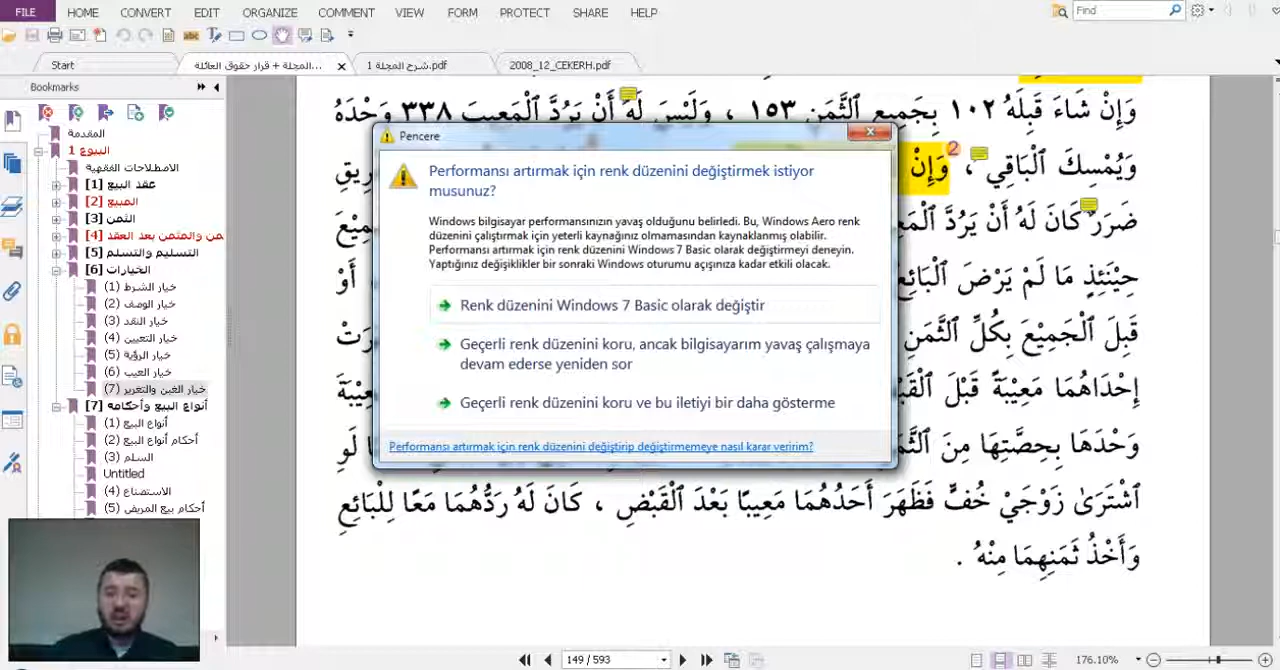 FILE HOME CONVERT EDIT ORGANIZE COMMENT VIEW FORM PROTECT SHARE HELP
Find
Start
المجلة + قرار حقوق العائلة...
شرح المجلة 1.pdf
2008_12_CEKERH.pdf
Bookmarks
المقدمة
البيوع 1
الاصطلاحات الفقهية
[1] عقد البيع
[2] المبيع
[3] الثمن
[4] من والمثمن بعد العقد
[5] التسليم والتسلم
[6] الخيارات
(1) خيار الشرط
(2) خيار الوصف
(3) خيار النقد
(4) خيار التعيين
(5) خيار الرؤية
(6) خيار العيب
(7) خيار الغبن والتغرير
[7] أنواع البيع وأحكامه
(1) أنواع البيع
(2) أحكام أنواع البيع
(3) السلم
Untitled
(4) الاستصناع
(5) أحكام بيع المريض
وَإِنْ شَاءَ قَبِلَهُ ١٠٢ بِجَمِيعِ الْثَّمَنِ ١٥٣ ، وَلَيْسَ لَهُ أَنْ يَرُدَّ الْمَعِيبَ ٣٣٨ وَحْدَهُ
وَيُمْسِكَ الْبَاقِي ، وَإِنْ
2
ضَرَرٌ كَانَ لَهُ أَنْ يَرُدَّ
حِينَئِذٍ مَا لَمْ يَرْضَ الْبَائِعُ أَوْ
قَبِلَ الْجَمِيعَ بِكُلِّ الثَّمَنِ
إِحْدَاهُمَا مَعِيبَةً قَبْلَ
وَحْدَهَا بِحِصَّتِهَا مِنَ لَوِ
اشْتَرَىٰ زَوْجَيْ خُفٍّ فَظَهَرَ أَحَدُهُمَا مَعِيبًا بَعْدَ الْقَبْضِ ، كَانَ لَهُ رَدُّهُمَا مَعًا لِلْبَائِعِ
وَأَخْذُ ثَمَنِهِمَا مِنْهُ .
Pencere
Performansı artırmak için renk düzenini değiştirmek istiyor
musunuz?
Windows bilgisayar performansınızın yavaş olduğunu belirledi. Bu, Windows Aero renk
düzenini çalıştırmak için yeterli kaynağınız olmamasından kaynaklanmış olabilir.
Performansı artırmak için renk düzenini Windows 7 Basic olarak değiştirmeyi deneyin.
Yaptığınız değişiklikler bir sonraki Windows oturumu açışınıza kadar etkili olacak.
Renk düzenini Windows 7 Basic olarak değiştir
Geçerli renk düzenini koru, ancak bilgisayarım yavaş çalışmaya
devam ederse yeniden sor
Geçerli renk düzenini koru ve bu iletiyi bir daha gösterme
Performansı artırmak için renk düzenini değiştirip değiştirmemeye nasıl karar veririm?
149 / 593
176.10%